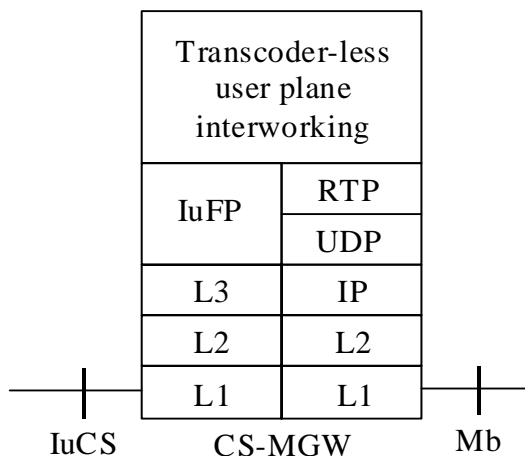 Transcoder-less
user plane
interworking
IuFP
RTP
UDP
L3
IP
L2
L2
L1
L1
IuCS
CS-MGW
Mb